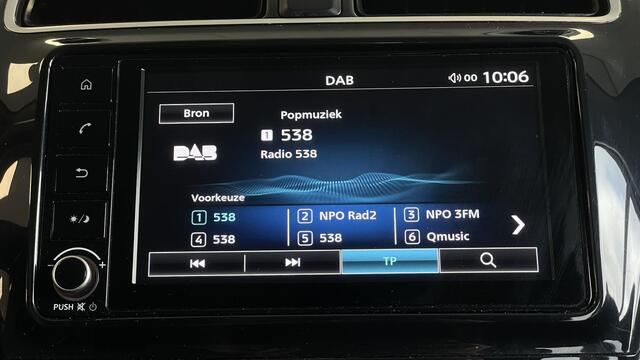 DAB
00 10:06
Bron
Popmuziek
1 538
DAB
Radio 538
Voorkeuze
1 538
2 NPO Rad2
3 NPO 3FM
4 538
5 538
6 Qmusic
TP
PUSH